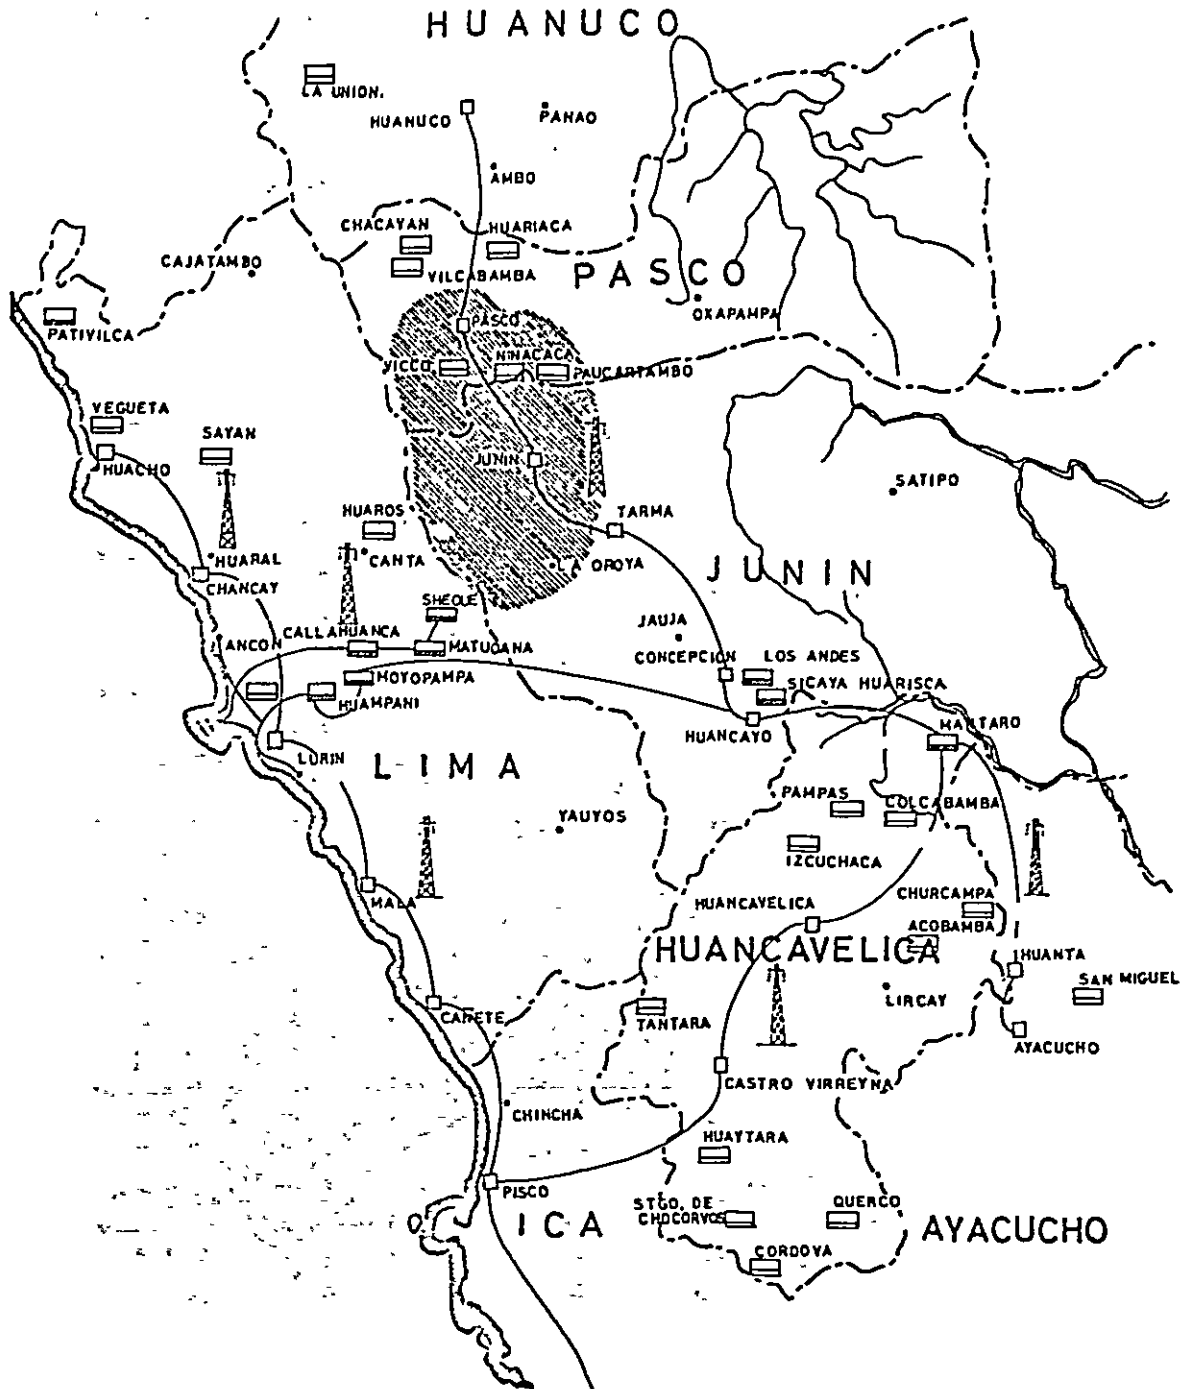 HUANUCO
LA UNION.
HUANUCO
PANAO
AMBO
CHACAYAN
HUARIACA
CAJATAMBO
VILCABAMBA
PASCO
OXAPAMPA
PATIVILCA
PASCO
VICCO
NINACACA
PAUCARTAMBO
VEGUETA
SAYAN
HUACHO
JUNIN
SATIPO
HUAROS
TARMA
HUARAL
CANTA
LA OROYA
JUNIN
CHANCAY
SHEQUE
JAUJA
ANCON
CALLAHUANCA
MATUCANA
CONCEPCION
LOS ANDES
MOYOPAMPA
SICAYA HUARISCA
HUAMPANI
HUANCAYO
MANTARO
LURIN
LIMA
PAMPAS
COLCABAMBA
YAUYOS
IZCUCHACA
MALA
HUANCAVELICA
CHURCAMPA
ACOBAMBA
HUANCAVELICA
HUANTA
SAN MIGUEL
LIRCAY
CAÑETE
TANTARA
AYACUCHO
CASTRO VIRREYNA
CHINCHA
HUAYTARA
PISCO
STGO. DE
CHOCORVOS
QUERCO
ICA
AYACUCHO
CORDOVA